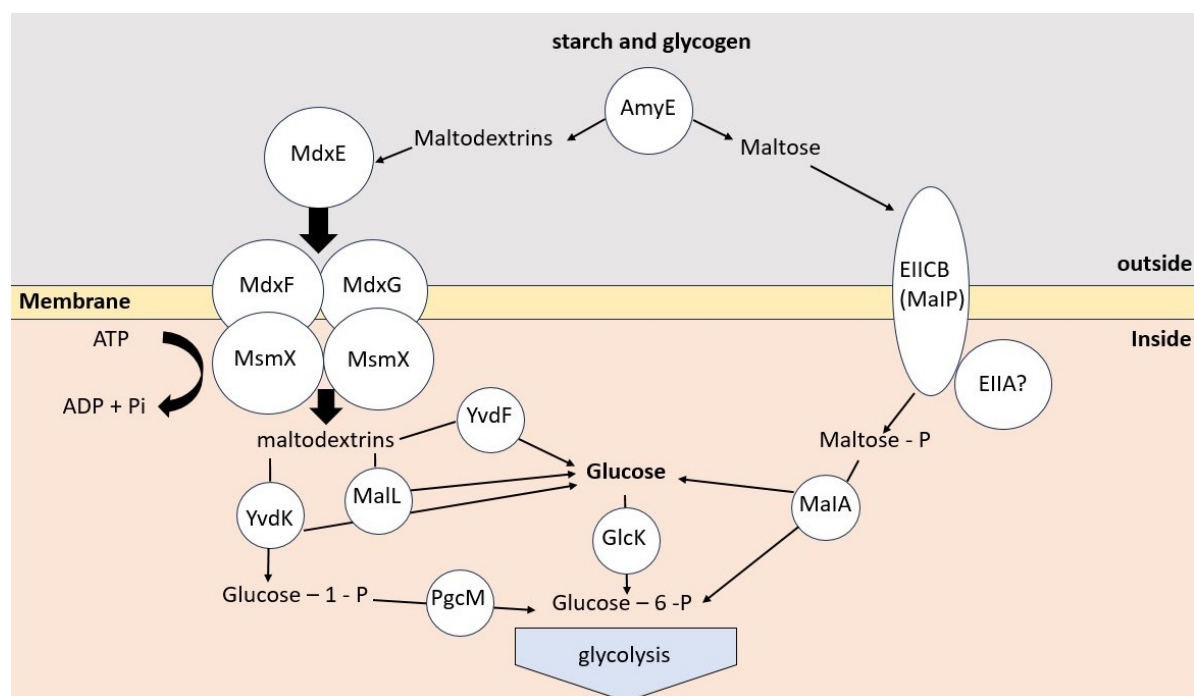 starch and glycogen
AmyE
Maltodextrins
Maltose
MdxE
EIICB
(MalP)
outside
MdxF
MdxG
Membrane
Inside
ATP
MsmX
MsmX
EIIA?
ADP + Pi
YvdF
maltodextrins
Maltose - P
Glucose
MalL
MalA
YvdK
GlcK
Glucose – 1 - P
PgcM
Glucose – 6 -P
glycolysis